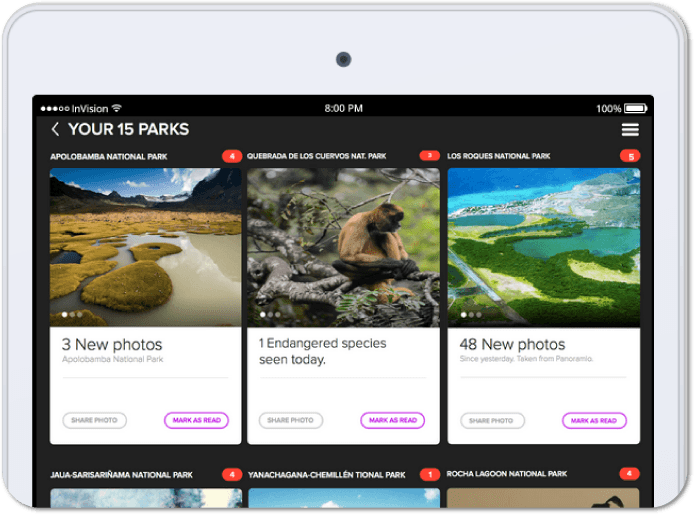 InVision 8:00 PM 100%
YOUR 15 PARKS
APOLOBAMBA NATIONAL PARK 4
QUEBRADA DE LOS CUERVOS NAT. PARK 3
LOS ROQUES NATIONAL PARK 5
3 New photos
Apolobamba National Park
SHARE PHOTO MARK AS READ
1 Endangered species
seen today.
SHARE PHOTO MARK AS READ
48 New photos
Since yesterday. Taken from Panoramio.
SHARE PHOTO MARK AS READ
JAUA-SARISARIÑAMA NATIONAL PARK 4
YANACHAGANA-CHEMILLÉN TIONAL PARK 1
ROCHA LAGOON NATIONAL PARK 4